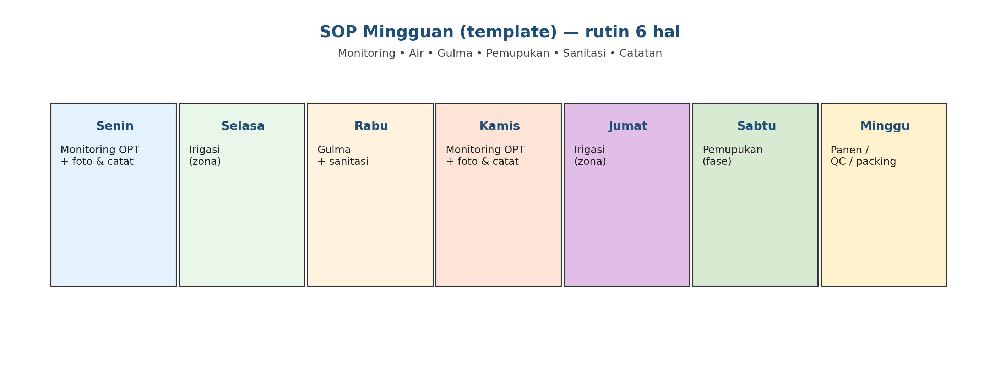 SOP Mingguan (template) — rutin 6 hal
Monitoring • Air • Gulma • Pemupukan • Sanitasi • Catatan
Senin
Monitoring OPT
+ foto & catat
Selasa
Irigasi
(zona)
Rabu
Gulma
+ sanitasi
Kamis
Monitoring OPT
+ foto & catat
Jumat
Irigasi
(zona)
Sabtu
Pemupukan
(fase)
Minggu
Panen /
QC / packing